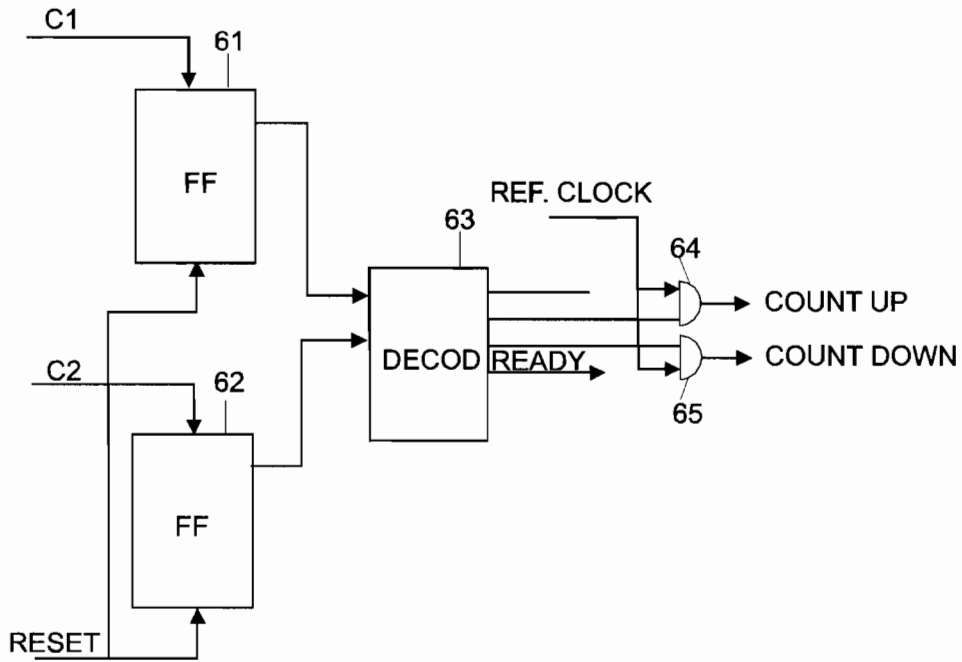 C1
61
FF
REF. CLOCK
63
64
COUNT UP
DECOD
READY
COUNT DOWN
C2
62
65
FF
RESET